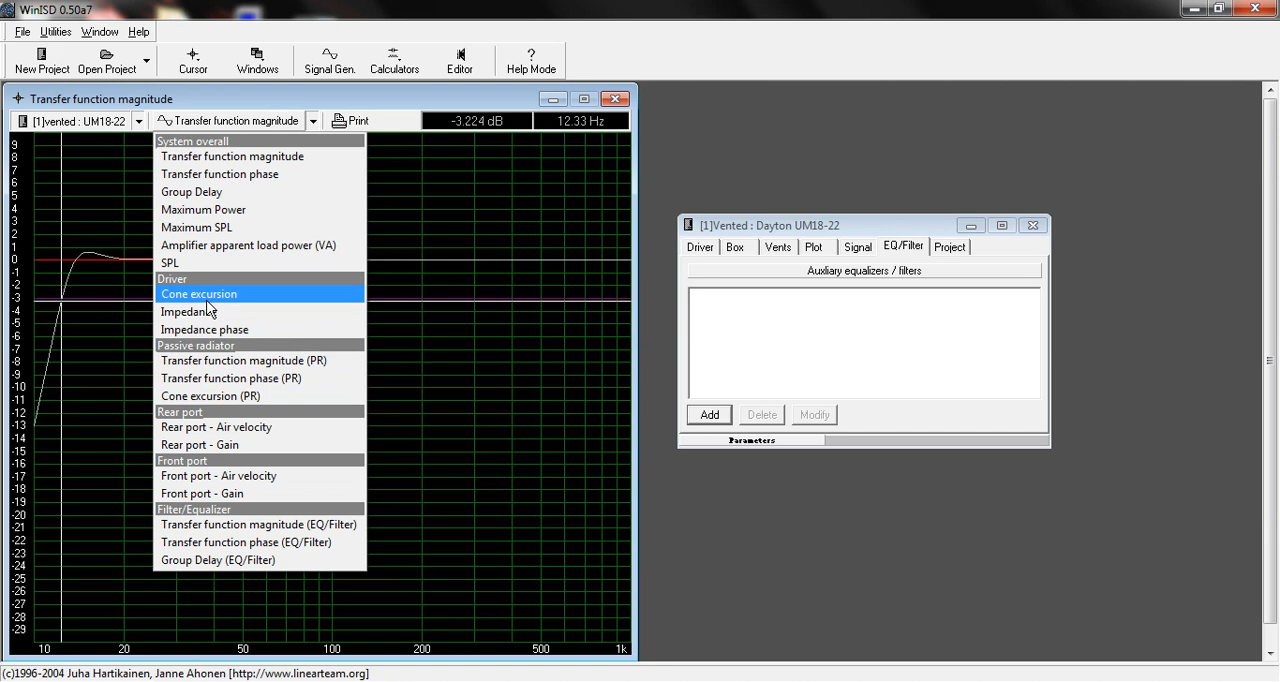 WinISD 0.50a7
File Utilities Window Help
New Project Open Project Cursor Windows Signal Gen. Calculators Editor ? Help Mode
Transfer function magnitude
[1]vented : UM18-22 Transfer function magnitude Print -3.224 dB 12.33 Hz
System overall
Transfer function magnitude
Transfer function phase
Group Delay
Maximum Power
Maximum SPL
Amplifier apparent load power (VA)
SPL
Driver
Cone excursion
Impedance
Impedance phase
Passive radiator
Transfer function magnitude (PR)
Transfer function phase (PR)
Cone excursion (PR)
Rear port
Rear port - Air velocity
Rear port - Gain
Front port
Front port - Air velocity
Front port - Gain
Filter/Equalizer
Transfer function magnitude (EQ/Filter)
Transfer function phase (EQ/Filter)
Group Delay (EQ/Filter)
9
8
7
6
5
4
3
2
1
0
-1
-2
-3
-4
-5
-6
-7
-8
-9
-10
-11
-12
-13
-14
-15
-16
-17
-18
-19
-20
-21
-22
-23
-24
-25
-26
-27
-28
-29
10 20 50 100 200 500 1k
[1]Vented : Dayton UM18-22
Driver Box Vents Plot Signal EQ/Filter Project
Auxliary equalizers / filters
Add Delete Modify
Parameters
(c)1996-2004 Juha Hartikainen, Janne Ahonen [http://www.linearteam.org]